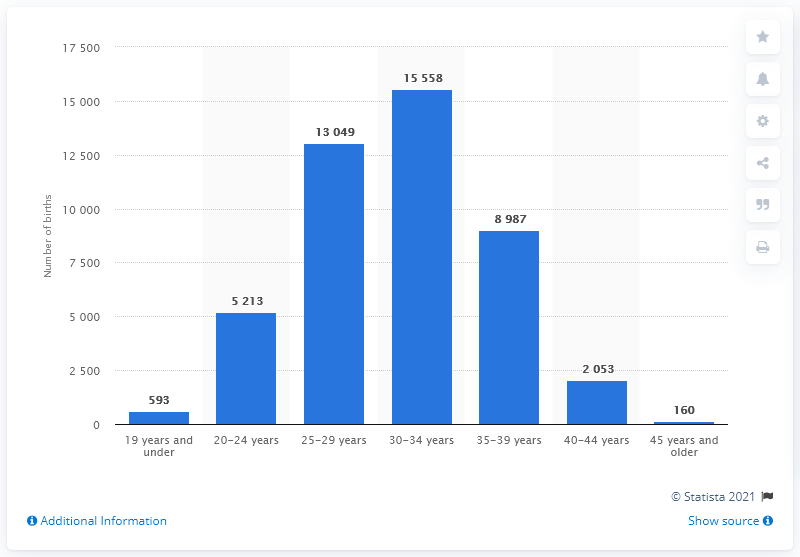 17 500
15 000
12 500
10 000
7 500
5 000
2 500
0
Number of births
593
5 213
13 049
15 558
8 987
2 053
160
19 years and
under
20–24 years
25–29 years
30–34 years
35–39 years
40–44 years
45 years and
older
© Statista 2021
Additional Information
Show source